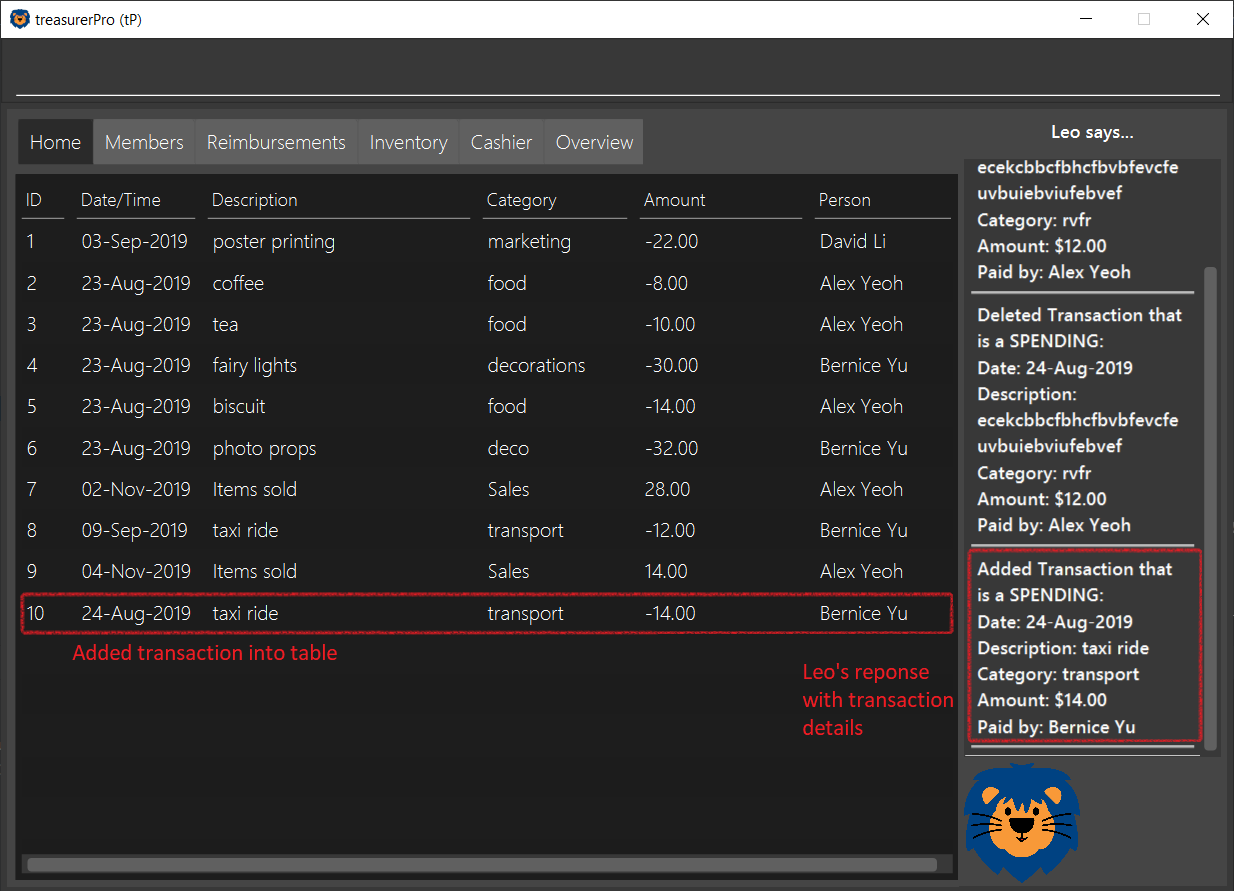 treasurerPro (tP)
Home Members Reimbursements Inventory Cashier Overview
ID Date/Time Description Category Amount Person
1 03-Sep-2019 poster printing marketing -22.00 David Li
2 23-Aug-2019 coffee food -8.00 Alex Yeoh
3 23-Aug-2019 tea food -10.00 Alex Yeoh
4 23-Aug-2019 fairy lights decorations -30.00 Bernice Yu
5 23-Aug-2019 biscuit food -14.00 Alex Yeoh
6 23-Aug-2019 photo props deco -32.00 Bernice Yu
7 02-Nov-2019 Items sold Sales 28.00 Alex Yeoh
8 09-Sep-2019 taxi ride transport -12.00 Bernice Yu
9 04-Nov-2019 Items sold Sales 14.00 Alex Yeoh
10 24-Aug-2019 taxi ride transport -14.00 Bernice Yu
Added transaction into table
Leo's reponse
with transaction
details
Leo says...
ecekcbbcfbhcfbvbfevcfe
uvbuiebviufebvef
Category: rvfr
Amount: $12.00
Paid by: Alex Yeoh
Deleted Transaction that
is a SPENDING:
Date: 24-Aug-2019
Description:
ecekcbbcfbhcfbvbfevcfe
uvbuiebviufebvef
Category: rvfr
Amount: $12.00
Paid by: Alex Yeoh
Added Transaction that
is a SPENDING:
Date: 24-Aug-2019
Description: taxi ride
Category: transport
Amount: $14.00
Paid by: Bernice Yu